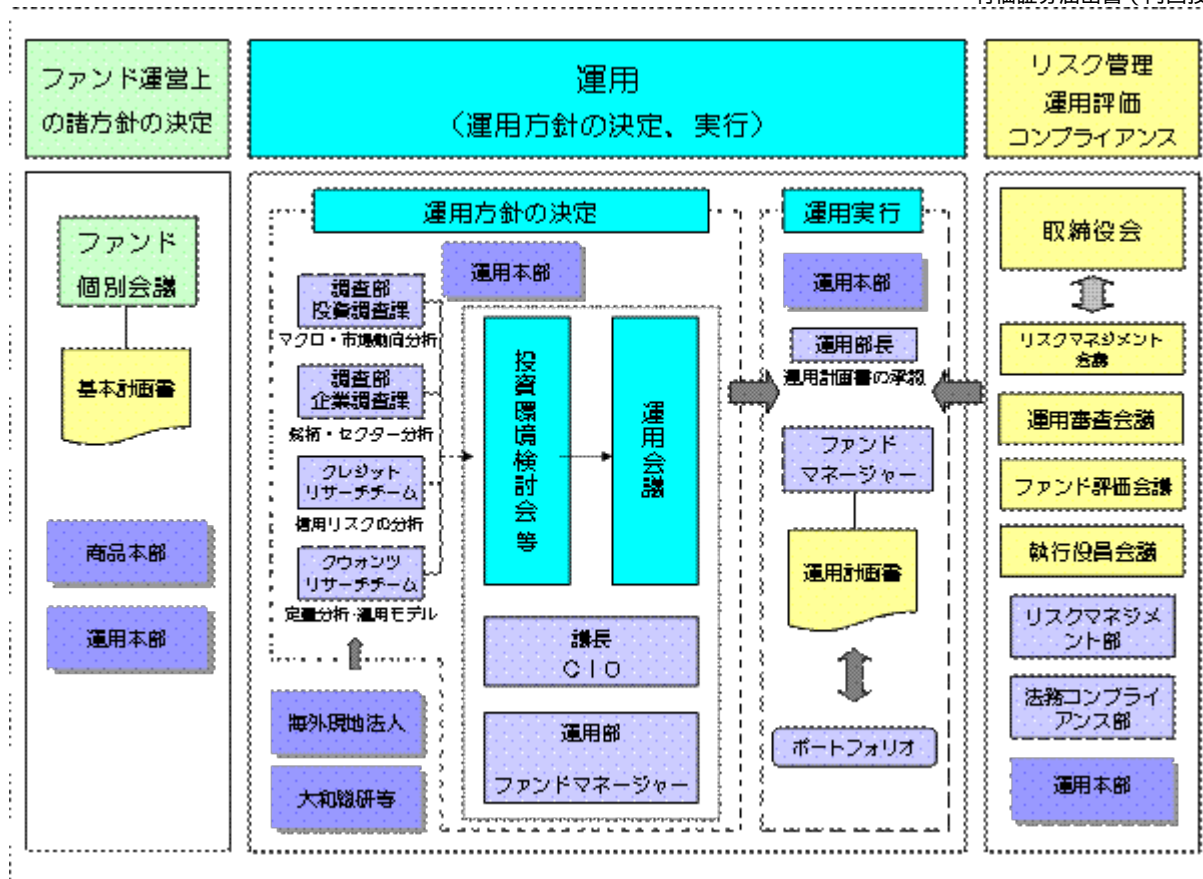 ファンド運営上
の諸方針の決定
運用
（運用方針の決定、実行）
リスク管理
運用評価
コンプライアンス
ファンド
個別会議
基本計画書
商品本部
運用本部
運用方針の決定
運用本部
調査部
投資調査課
マクロ・市場動向分析
調査部
企業調査課
銘柄・セクター分析
クレジット
リサーチチーム
信用リスクの分析
クウォンツ
リサーチチーム
定量分析・運用モデル
海外現地法人
大和総研等
投資環境検討会等
運用会議
議長
ＣＩＯ
運用部
ファンドマネージャー
運用実行
運用本部
運用部長
運用計画書の承認
ファンド
マネージャー
運用計画書
ポートフォリオ
取締役会
リスクマネジメント
会議
運用審査会議
ファンド評価会議
執行役員会議
リスクマネジメ
ント部
法務コンプライ
アンス部
運用本部